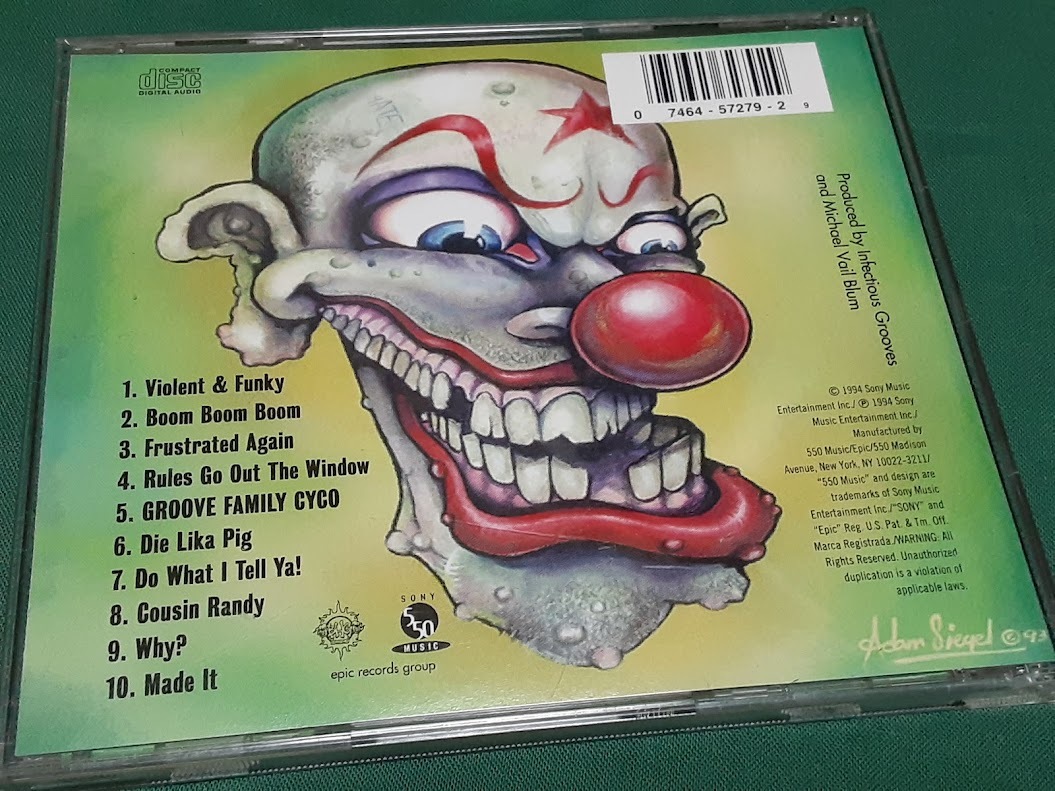 COMPACT
disc
DIGITAL AUDIO
0 7464-57279-2 9
Produced by Infectious Grooves
and Michael Vail Blum
1. Violent & Funky
2. Boom Boom Boom
3. Frustrated Again
4. Rules Go Out The Window
5. GROOVE FAMILY CYCO
6. Die Lika Pig
7. Do What I Tell Ya!
8. Cousin Randy
9. Why?
10. Made It
SONY
550
MUSIC
epic records group
© 1994 Sony Music
Entertainment Inc./ ℗ 1994 Sony
Music Entertainment Inc./
Manufactured by
550 Music/Epic/550 Madison
Avenue, New York, NY 10022-3211/
"550 Music" and design are
trademarks of Sony Music
Entertainment Inc./"SONY" and
"Epic" Reg. U.S. Pat. & Tm. Off.
Marca Registrada./WARNING: All
Rights Reserved. Unauthorized
duplication is a violation of
applicable laws.
Adam Siegel © 93